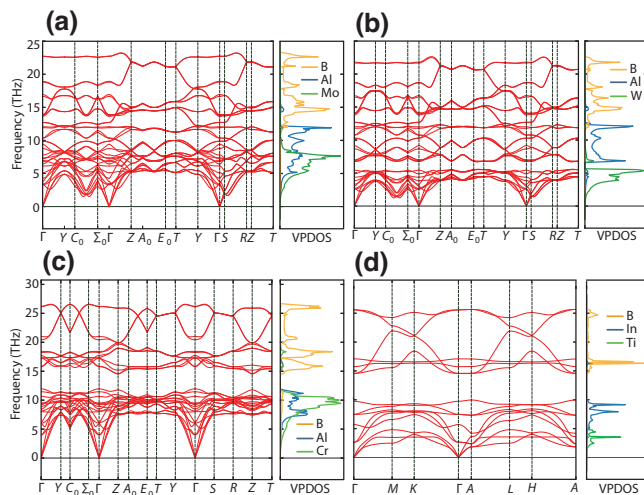 (a)
(b)
Frequency (THz)
25
20
15
10
5
0
B
Al
Mo
B
Al
W
Γ Y C₀ Σ₀ Γ Z A₀ E₀ T Y Γ S R Z T
VPDOS
Γ Y C₀ Σ₀ Γ Z A₀ E₀ T Y Γ S R Z T
VPDOS
(c)
(d)
Frequency (THz)
30
25
20
15
10
5
0
B
Al
Cr
B
In
Ti
Γ Y C₀ Σ₀ Γ Z A₀ E₀ T Y Γ S R Z T
VPDOS
Γ M K Γ A L H A
VPDOS